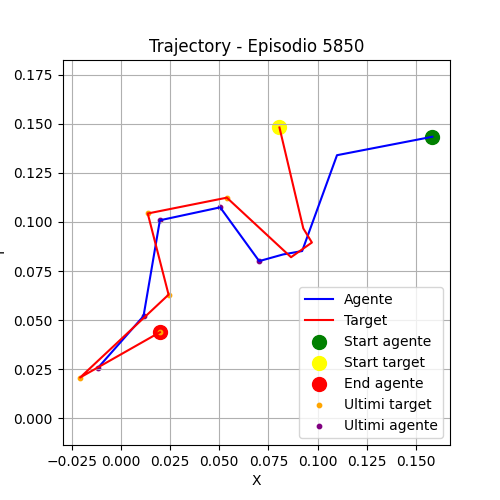 Trajectory - Episodio 5850
0.175
0.150
0.125
0.100
0.075
0.050
0.025
0.000
Agente
Target
Start agente
Start target
End agente
Ultimi target
Ultimi agente
−0.025 0.000 0.025 0.050 0.075 0.100 0.125 0.150
X